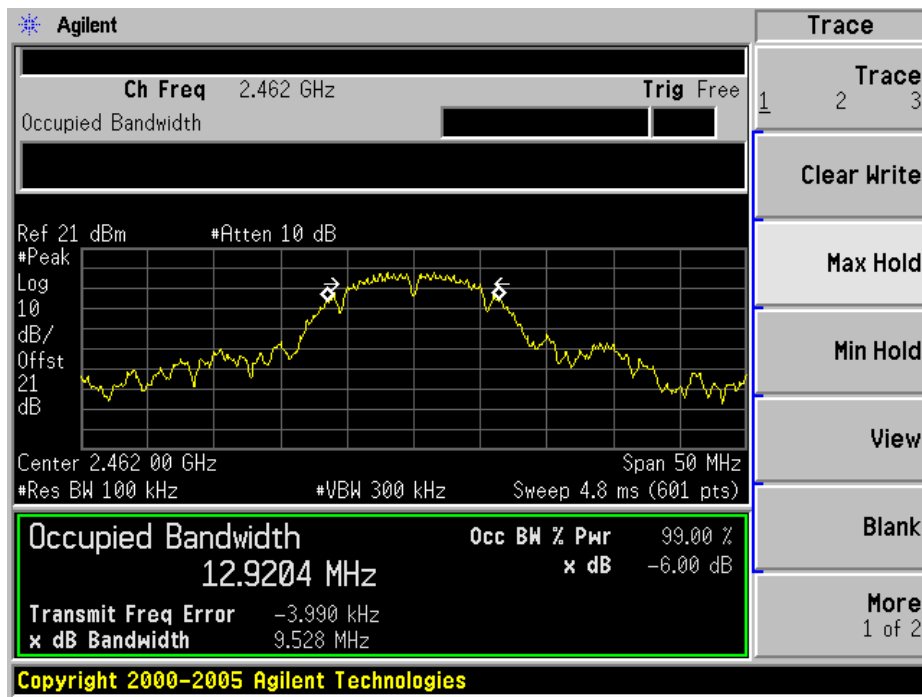 Agilent
Trace
Ch Freq 2.462 GHz Trig Free
Occupied Bandwidth
Trace
1 2 3
Clear Write
Max Hold
Min Hold
View
Blank
More
1 of 2
Ref 21 dBm #Atten 10 dB
#Peak
Log
10
dB/
Offst
21
dB
Center 2.462 00 GHz Span 50 MHz
#Res BW 100 kHz #VBW 300 kHz Sweep 4.8 ms (601 pts)
Occupied Bandwidth Occ BW % Pwr 99.00 %
12.9204 MHz x dB -6.00 dB
Transmit Freq Error -3.990 kHz
x dB Bandwidth 9.528 MHz
Copyright 2000-2005 Agilent Technologies